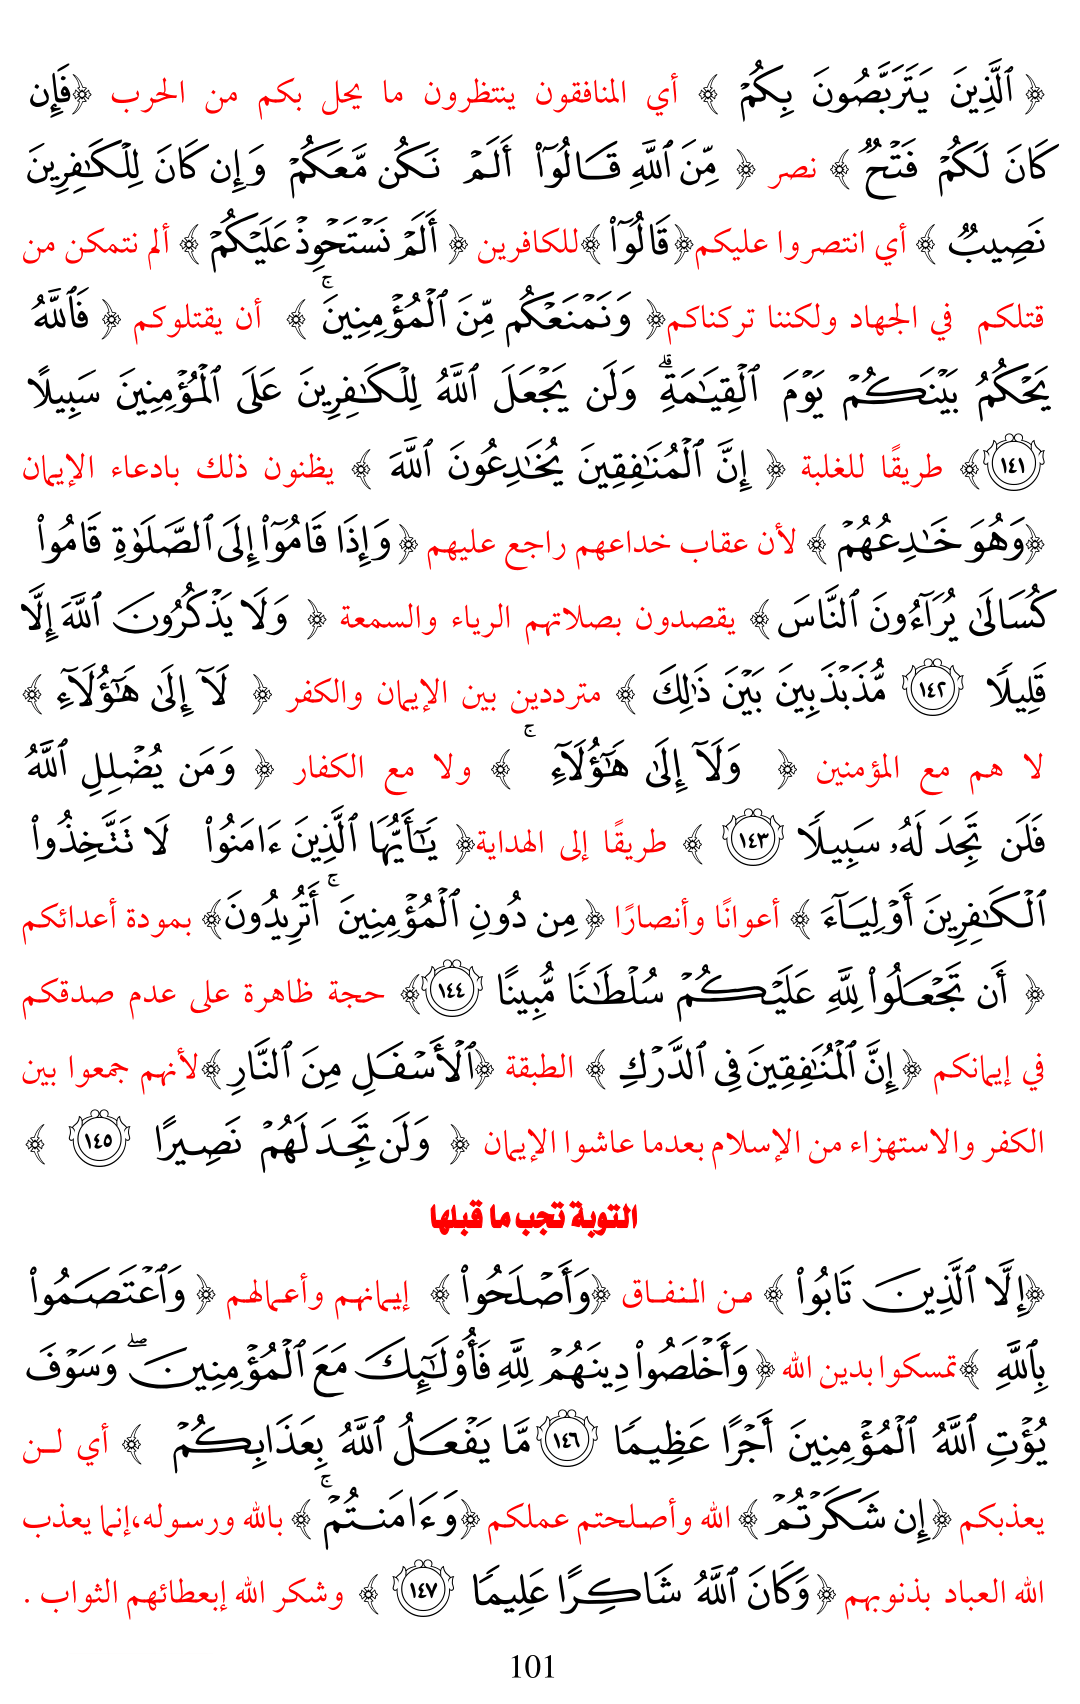 ﴿ ٱلَّذِينَ يَتَرَبَّصُونَ بِكُمْ ﴾ أي المنافقون ينتظرون ما يحل بكم من الحرب ﴿فَإِن
كَانَ لَكُمْ فَتْحٌ ﴾ نصر ﴿ مِّنَ ٱللَّهِ قَالُوٓاْ أَلَمْ نَكُن مَّعَكُمْ وَإِن كَانَ لِلْكَٰفِرِينَ
نَصِيبٌ ﴾ أي انتصروا عليكم﴿قَالُوٓاْ ﴾للكافرين ﴿ أَلَمْ نَسْتَحْوِذْ عَلَيْكُمْ ﴾ ألم نتمكن من
قتلكم في الجهاد ولكننا تركناكم﴿ وَنَمْنَعْكُم مِّنَ ٱلْمُؤْمِنِينَۚ ﴾ أن يقتلوكم ﴿ فَٱللَّهُ
يَحْكُمُ بَيْنَكُمْ يَوْمَ ٱلْقِيَٰمَةِۗ وَلَن يَجْعَلَ ٱللَّهُ لِلْكَٰفِرِينَ عَلَى ٱلْمُؤْمِنِينَ سَبِيلًا
١٤١﴾ طريقًا للغلبة ﴿ إِنَّ ٱلْمُنَٰفِقِينَ يُخَٰدِعُونَ ٱللَّهَ ﴾ يظنون ذلك بادعاء الإيمان
﴿وَهُوَ خَٰدِعُهُمْ ﴾ لأن عقاب خداعهم راجع عليهم ﴿وَإِذَا قَامُوٓاْ إِلَى ٱلصَّلَوٰةِ قَامُواْ
كُسَالَىٰ يُرَآءُونَ ٱلنَّاسَ ﴾ يقصدون بصلاتهم الرياء والسمعة ﴿ وَلَا يَذْكُرُونَ ٱللَّهَ إِلَّا
قَلِيلًا ١٤٢ مُّذَبْذَبِينَ بَيْنَ ذَٰلِكَ ﴾ مترددين بين الإيمان والكفر ﴿ لَآ إِلَىٰ هَٰٓؤُلَآءِ ﴾
لا هم مع المؤمنين ﴿ وَلَآ إِلَىٰ هَٰٓؤُلَآءِۚ ﴾ ولا مع الكفار ﴿ وَمَن يُضْلِلِ ٱللَّهُ
فَلَن تَجِدَ لَهُۥ سَبِيلًا ١٤٣ ﴾ طريقًا إلى الهداية﴿ يَٰٓأَيُّهَا ٱلَّذِينَ ءَامَنُواْ لَا تَتَّخِذُواْ
ٱلْكَٰفِرِينَ أَوْلِيَآءَ ﴾ أعوانًا وأنصارًا ﴿ مِن دُونِ ٱلْمُؤْمِنِينَۚ أَتُرِيدُونَ﴾ بمودة أعدائكم
﴿ أَن تَجْعَلُواْ لِلَّهِ عَلَيْكُمْ سُلْطَٰنًا مُّبِينًا ١٤٤﴾ حجة ظاهرة على عدم صدقكم
في إيمانكم ﴿إِنَّ ٱلْمُنَٰفِقِينَ فِى ٱلدَّرْكِ ﴾ الطبقة ﴿ٱلْأَسْفَلِ مِنَ ٱلنَّارِ﴾لأنهم جمعوا بين
الكفر والاستهزاء من الإسلام بعدما عاشوا الإيمان ﴿ وَلَن تَجِدَ لَهُمْ نَصِيرًا ١٤٥ ﴾
التوبة تجب ما قبلها
﴿إِلَّا ٱلَّذِينَ تَابُواْ ﴾ من النفاق ﴿وَأَصْلَحُواْ ﴾ إيمانهم وأعمالهم ﴿ وَٱعْتَصَمُواْ
بِٱللَّهِ ﴾تمسكوا بدين الله ﴿وَأَخْلَصُواْ دِينَهُمْ لِلَّهِ فَأُوْلَٰٓئِكَ مَعَ ٱلْمُؤْمِنِينَۖ وَسَوْفَ
يُؤْتِ ٱللَّهُ ٱلْمُؤْمِنِينَ أَجْرًا عَظِيمًا ١٤٦ مَّا يَفْعَلُ ٱللَّهُ بِعَذَابِكُمْ ﴾ أي لن
يعذبكم ﴿إِن شَكَرْتُمْ ﴾ الله وأصلحتم عملكم ﴿وَءَامَنتُمْۚ ﴾ بالله ورسوله،إنما يعذب
الله العباد بذنوبهم ﴿وَكَانَ ٱللَّهُ شَاكِرًا عَلِيمًا ١٤٧ ﴾ وشكر الله إبعطائهم الثواب .
101